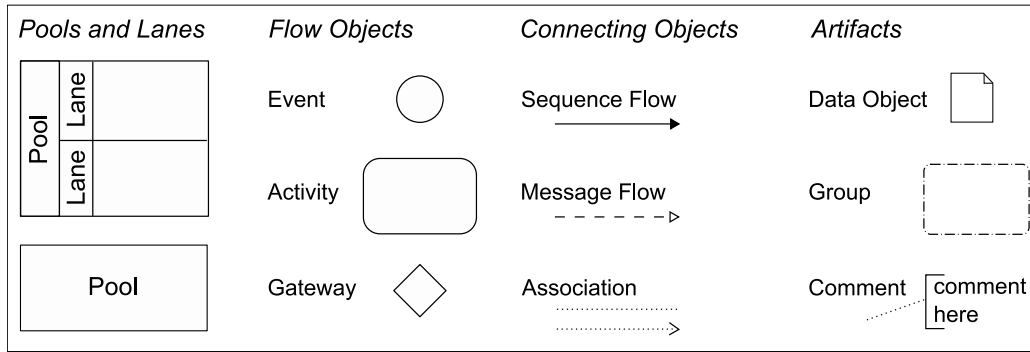 Pools and Lanes
Pool
Lane
Lane
Pool
Flow Objects
Event
Activity
Gateway
Connecting Objects
Sequence Flow
Message Flow
Association
Artifacts
Data Object
Group
Comment
comment
here